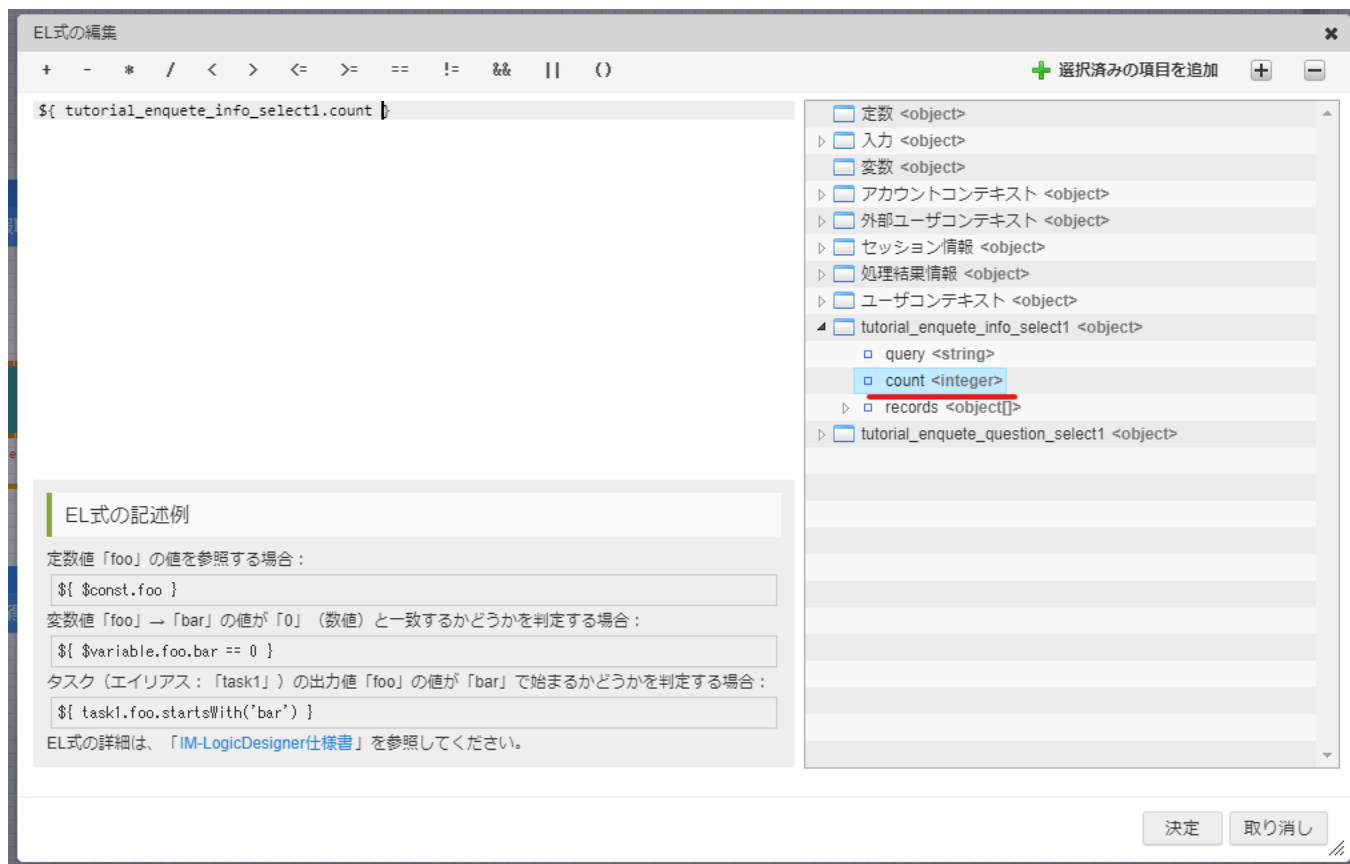 EL式の編集
+ - * / < > <= >= == != && || ()
選択済みの項目を追加
${ tutorial_enquete_info_select1.count }
定数 <object>
入力 <object>
変数 <object>
アカウントコンテキスト <object>
外部ユーザコンテキスト <object>
セッション情報 <object>
処理結果情報 <object>
ユーザコンテキスト <object>
tutorial_enquete_info_select1 <object>
query <string>
count <integer>
records <object[]>
tutorial_enquete_question_select1 <object>
EL式の記述例
定数値「foo」の値を参照する場合：
${ $const.foo }
変数値「foo」→「bar」の値が「0」（数値）と一致するかどうかを判定する場合：
${ $variable.foo.bar == 0 }
タスク（エイリアス：「task1」）の出力値「foo」の値が「bar」で始まるかどうかを判定する場合：
${ task1.foo.startsWith('bar') }
EL式の詳細は、「IM-LogicDesigner仕様書」を参照してください。
決定 取り消し